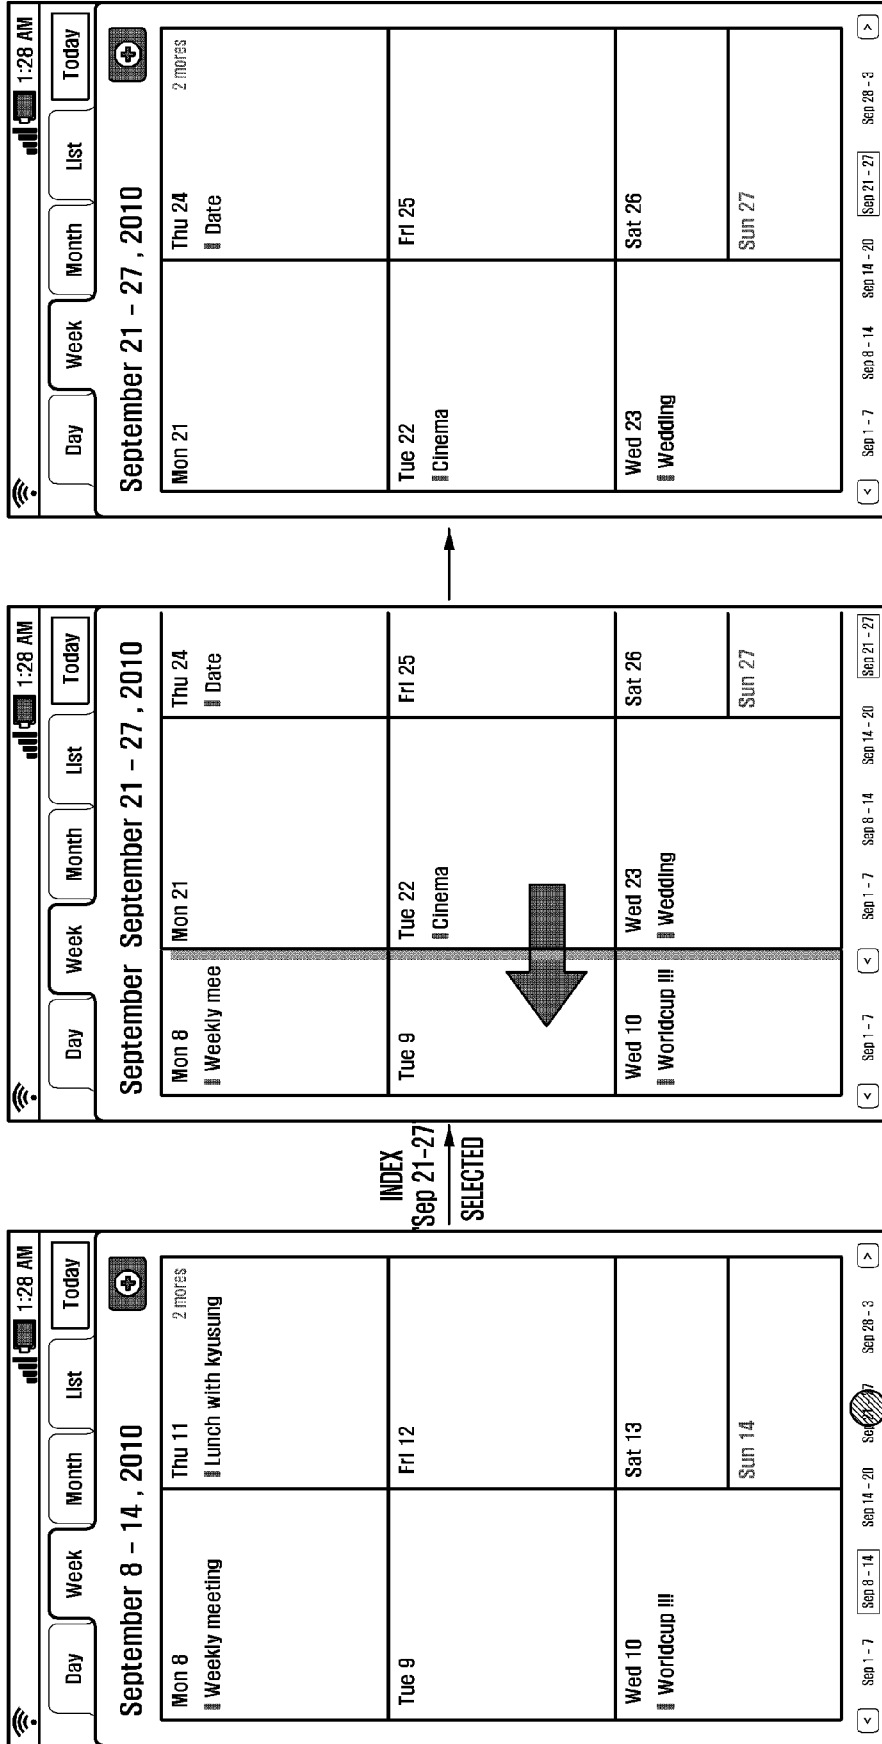 1:28 AM
Day
Week
Month
List
Today
September 8 - 14 , 2010
Mon 8
Weekly meeting
Thu 11
2 mores
Lunch with kyusung
Tue 9
Fri 12
Wed 10
Worldcup !!!
Sat 13
Sun 14
<
Sep 1 - 7
Sep 8 - 14
Sep 14 - 20
Sep
Sep 28 - 3
>
INDEX
'Sep 21-27'
SELECTED
1:28 AM
Day
Week
Month
List
Today
September
September 21 - 27 , 2010
Mon 8
Weekly mee
Mon 21
Thu 24
Date
Tue 9
Tue 22
Cinema
Fri 25
Wed 10
Worldcup !!!
Wed 23
Wedding
Sat 26
Sun 27
<
Sep 1 - 7
<
Sep 1 - 7
Sep 8 - 14
Sep 14 - 20
Sep 21 - 27
1:28 AM
Day
Week
Month
List
Today
September 21 - 27 , 2010
Mon 21
Thu 24
2 mores
Date
Tue 22
Cinema
Fri 25
Wed 23
Wedding
Sat 26
Sun 27
<
Sep 1 - 7
Sep 8 - 14
Sep 14 - 20
Sep 21 - 27
Sep 28 - 3
>